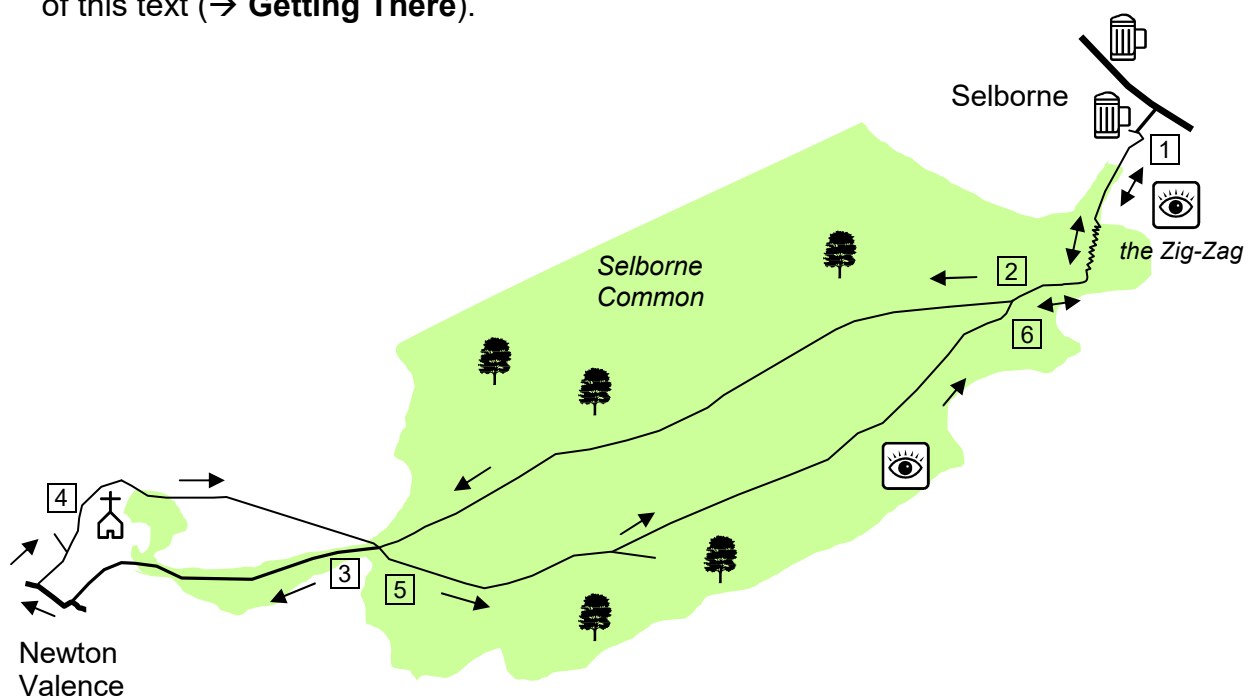 of this text (→ Getting There).
Selborne
1
the Zig-Zag
2
Selborne
Common
6
4
3
5
Newton
Valence